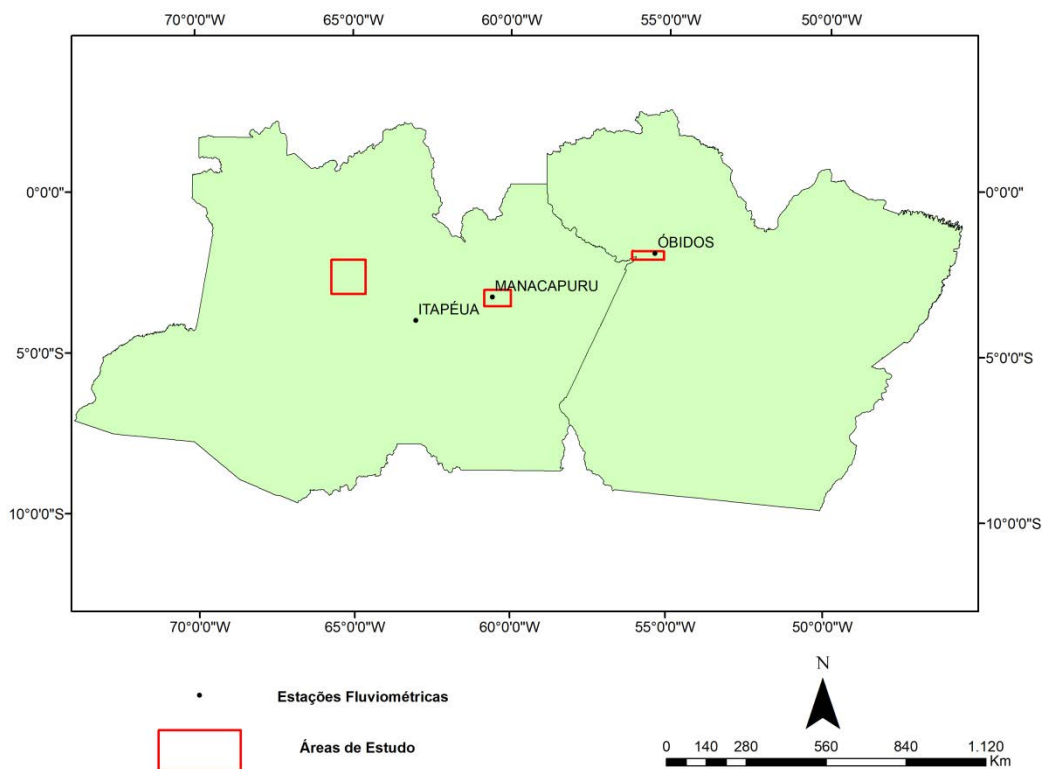 70°0'0"W 65°0'0"W 60°0'0"W 55°0'0"W 50°0'0"W
0°0'0" 0°0'0"
ÓBIDOS
MANACAPURU
ITAPÉUA
5°0'0"S 5°0'0"S
10°0'0"S 10°0'0"S
70°0'0"W 65°0'0"W 60°0'0"W 55°0'0"W 50°0'0"W
N
Estações Fluviométricas
Áreas de Estudo
0 140 280 560 840 1.120
Km